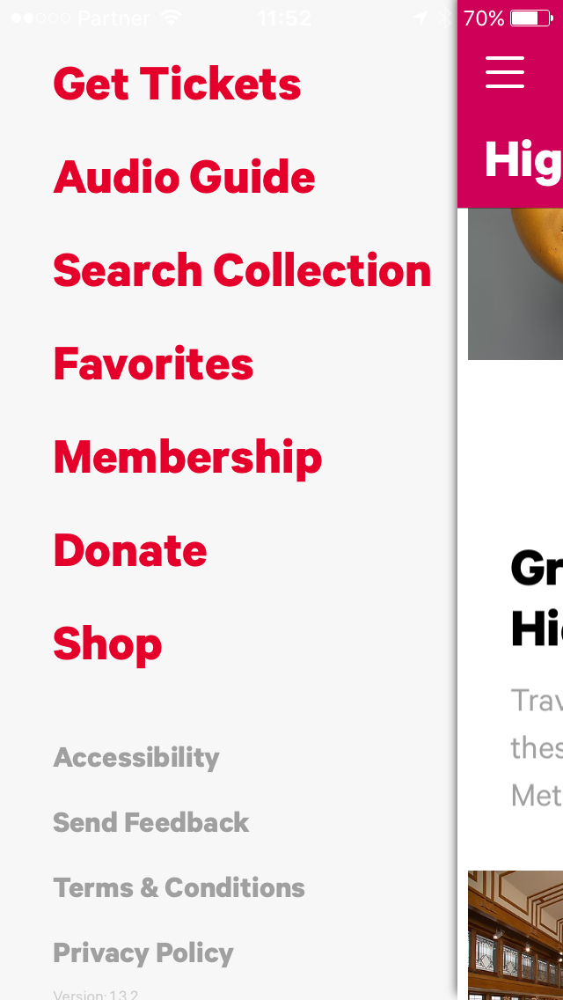 Partner 11:52 70%
Get Tickets
Audio Guide
Search Collection
Favorites
Membership
Donate
Shop
Accessibility
Send Feedback
Terms & Conditions
Privacy Policy
Version: 1.3.2
Hig
Gr
Hi
Trav
thes
Met